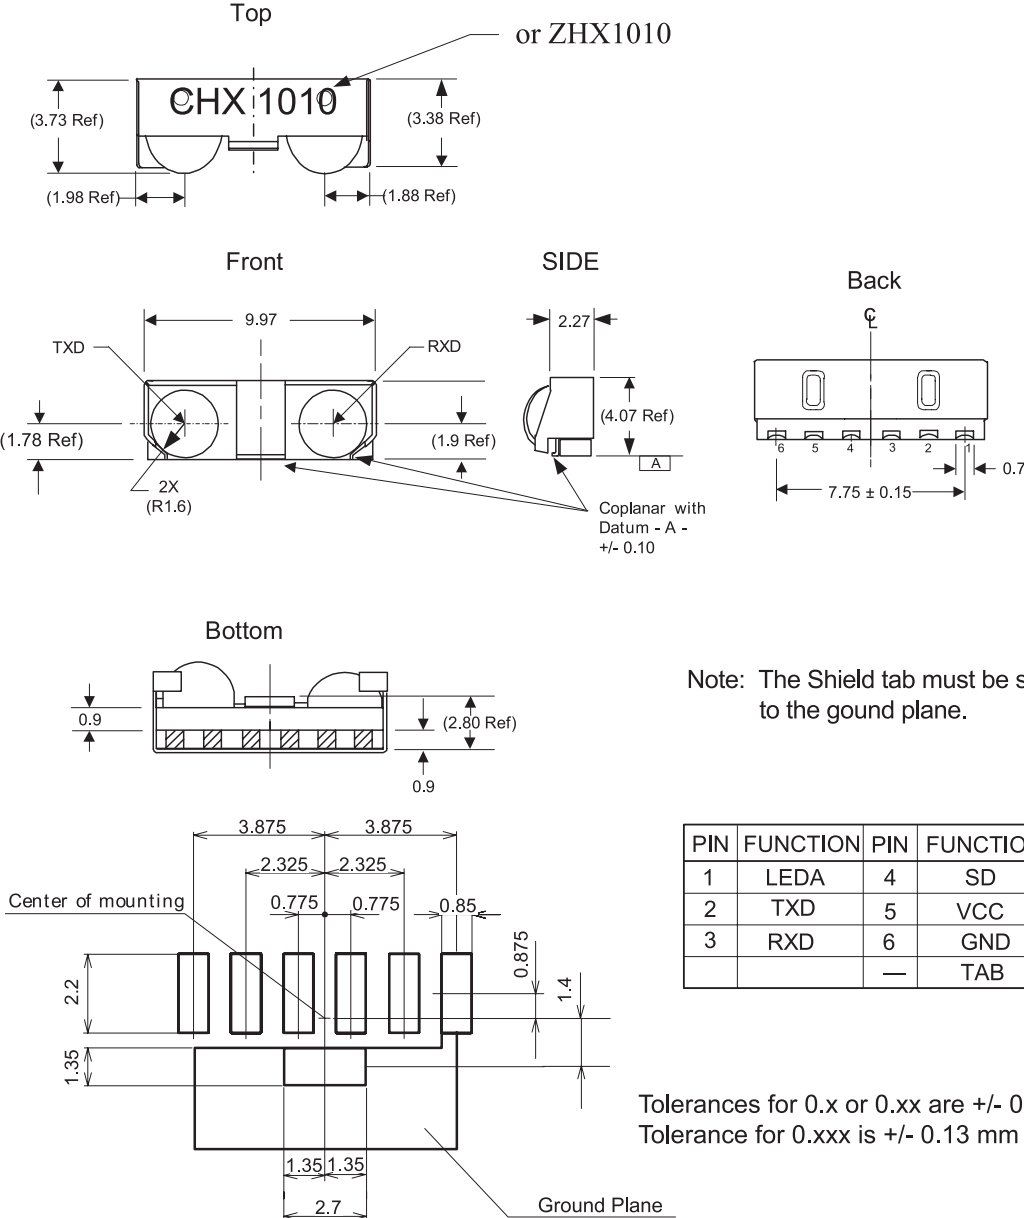 Top
or ZHX1010
CHX 1010
(3.73 Ref)
(3.38 Ref)
(1.98 Ref)
(1.88 Ref)
Front
SIDE
Back
9.97
2.27
TXD
RXD
(1.78 Ref)
(1.9 Ref)
(4.07 Ref)
A
2X
(R1.6)
Coplanar with
Datum - A -
+/- 0.10
6 5 4 3 2 1
0.7
7.75 ± 0.15
Bottom
0.9
(2.80 Ref)
0.9
Note: The Shield tab must be s
to the gound plane.
3.875 3.875
2.325 2.325
Center of mounting
0.775 0.775 0.85
0.875
1.4
2.2
1.35
1.35 1.35
2.7
Ground Plane
PIN FUNCTION PIN FUNCTIO
1 LEDA 4 SD
2 TXD 5 VCC
3 RXD 6 GND
— TAB
Tolerances for 0.x or 0.xx are +/- 0
Tolerance for 0.xxx is +/- 0.13 mm